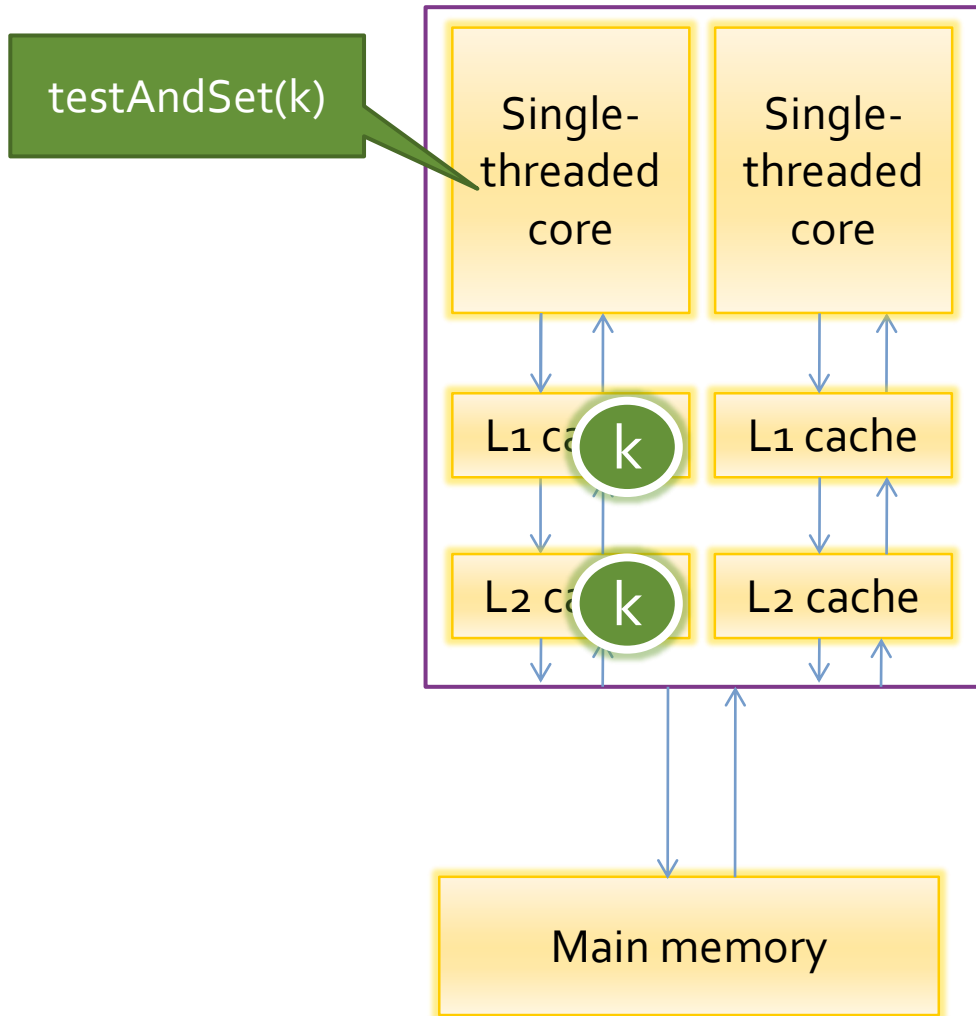 testAndSet(k)
Single-
threaded
core
Single-
threaded
core
L1 ca
k
L1 cache
L2 ca
k
L2 cache
Main memory